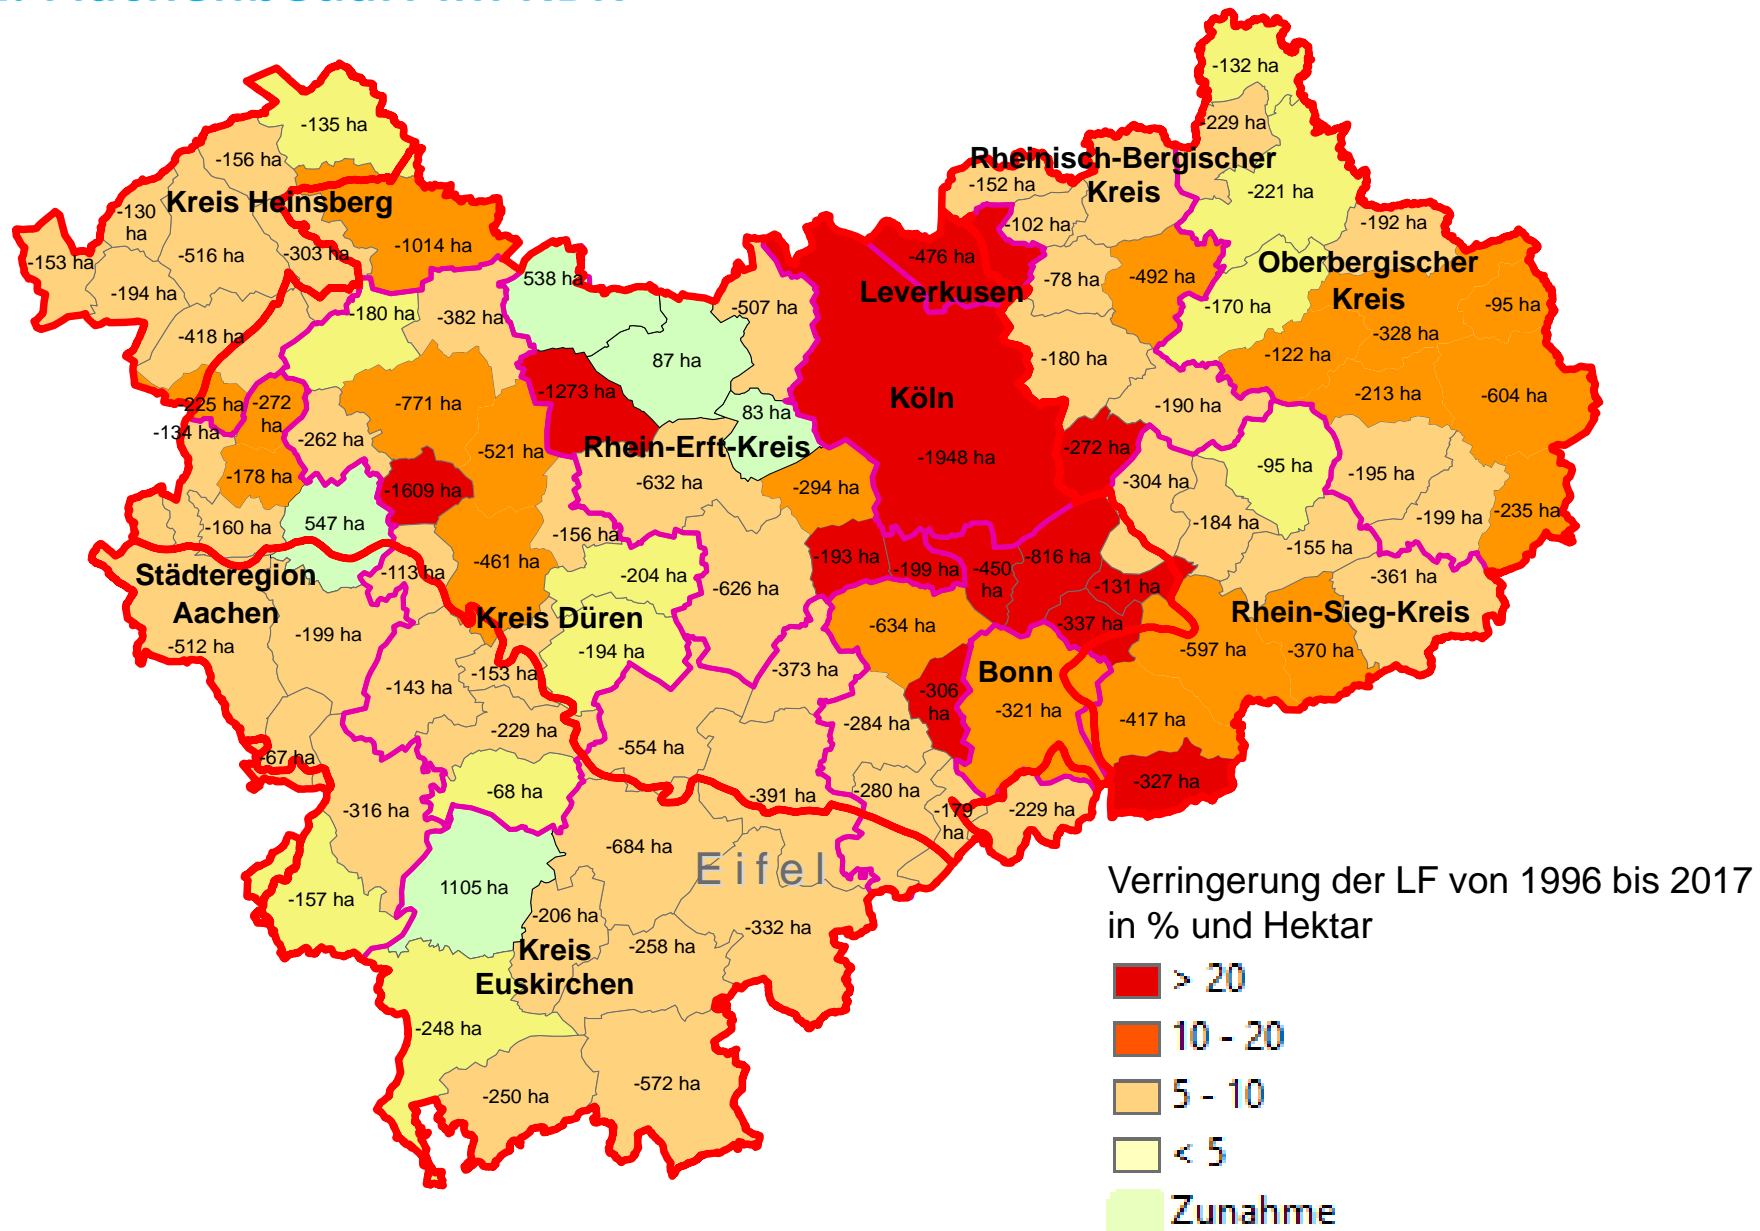 -132 ha
-135 ha
-229 ha
-156 ha
Rheinisch-Bergischer
Kreis
-152 ha
-221 ha
Kreis Heinsberg
-130
ha
-102 ha
-192 ha
-1014 ha
-303 ha
-516 ha
-153 ha
-476 ha
Leverkusen
-78 ha
-492 ha
Oberbergischer
Kreis
538 ha
-194 ha
-507 ha
-170 ha
-95 ha
-180 ha
-382 ha
-418 ha
-328 ha
87 ha
-180 ha
-122 ha
-1273 ha
Köln
-213 ha
-604 ha
-225 ha
-272
ha
-771 ha
83 ha
-190 ha
-134 ha
-262 ha
-521 ha
Rhein-Erft-Kreis
-272 ha
-1948 ha
-95 ha
-178 ha
-1609 ha
-632 ha
-294 ha
-304 ha
-195 ha
-160 ha
547 ha
-156 ha
-184 ha
-199 ha
-235 ha
-155 ha
Städteregion
Aachen
-113 ha
-461 ha
-204 ha
-626 ha
-193 ha
-199 ha
-450
ha
-816 ha
-131 ha
-361 ha
-512 ha
-199 ha
Kreis Düren
-634 ha
-337 ha
Rhein-Sieg-Kreis
-194 ha
-597 ha
-370 ha
-143 ha
-153 ha
-373 ha
Bonn
-306
ha
-321 ha
-417 ha
-229 ha
-284 ha
-554 ha
-67 ha
-327 ha
-68 ha
-391 ha
-280 ha
-316 ha
-179
ha
-229 ha
-684 ha
Eifel
1105 ha
-157 ha
-206 ha
-332 ha
-258 ha
Kreis
Euskirchen
-248 ha
-572 ha
-250 ha
Verringerung der LF von 1996 bis 2017
in % und Hektar
> 20
10 - 20
5 - 10
< 5
Zunahme